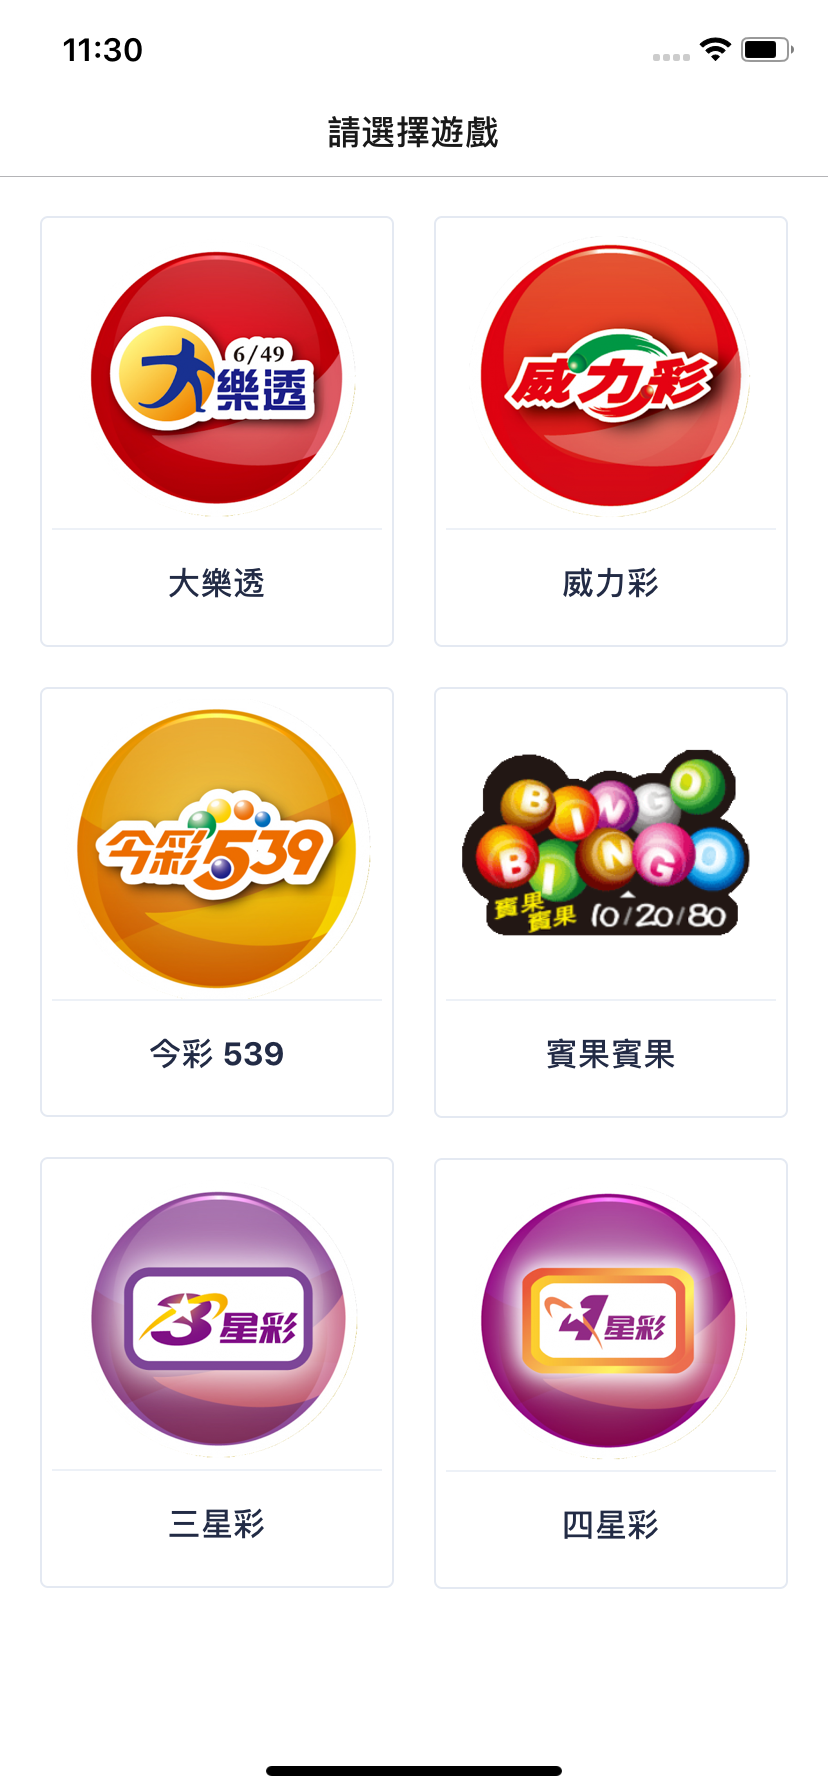 11:30
請選擇遊戲
6/49
大樂透
威力彩
大樂透
威力彩
今彩539
BINGO
BINGO
賓果
賓果 10/20/80
今彩 539
賓果賓果
3星彩
4星彩
三星彩
四星彩